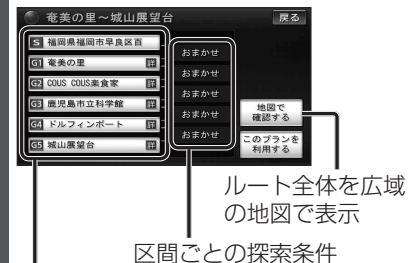 奄美の里～城山展望台
戻る
S 福岡県福岡市早良区百
G1 奄美の里 詳
G2 COUS COUS楽食家 詳
G3 鹿児島市立科学館 詳
G4 ドルフィンポート 詳
G5 城山展望台 詳
おまかせ
おまかせ
おまかせ
おまかせ
おまかせ
地図で
確認する
このプランを
利用する
ルート全体を広域
の地図で表示
区間ごとの探索条件